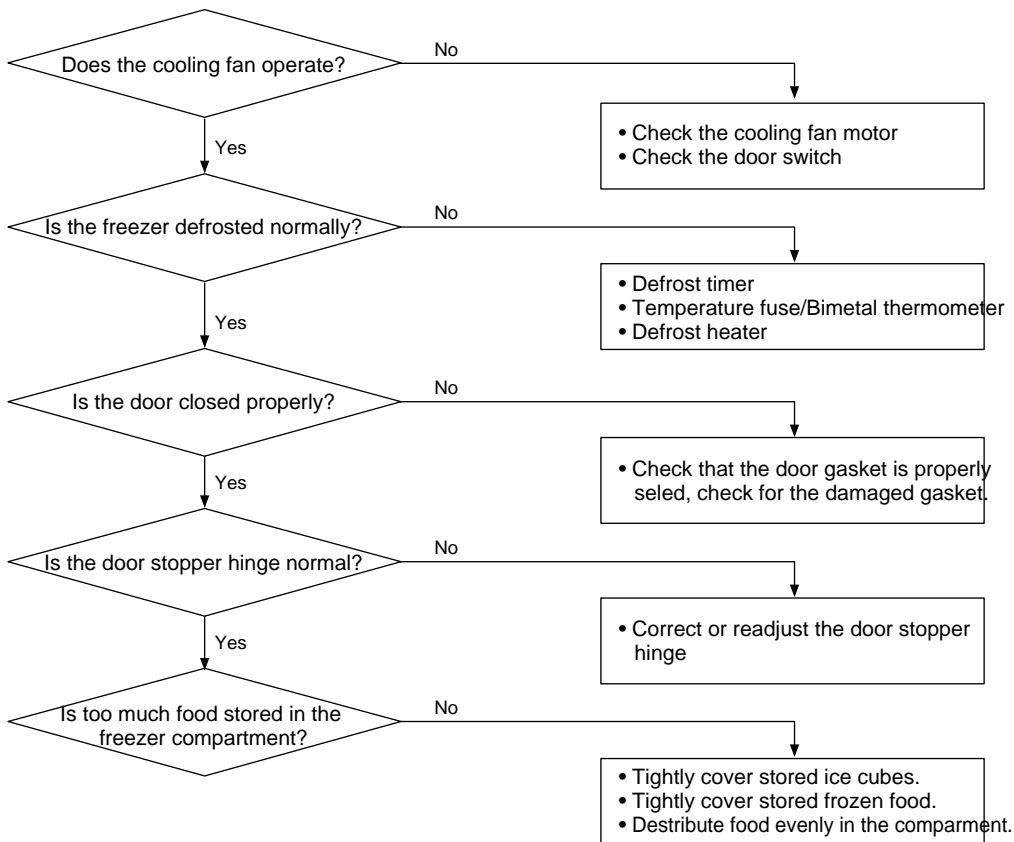 Does the cooling fan operate?
No
• Check the cooling fan motor
• Check the door switch
Yes
Is the freezer defrosted normally?
No
• Defrost timer
• Temperature fuse/Bimetal thermometer
• Defrost heater
Yes
Is the door closed properly?
No
• Check that the door gasket is properly
seled, check for the damaged gasket.
Yes
Is the door stopper hinge normal?
No
• Correct or readjust the door stopper
hinge
Yes
Is too much food stored in the
freezer compartment?
No
• Tightly cover stored ice cubes.
• Tightly cover stored frozen food.
• Destribute food evenly in the comparment.